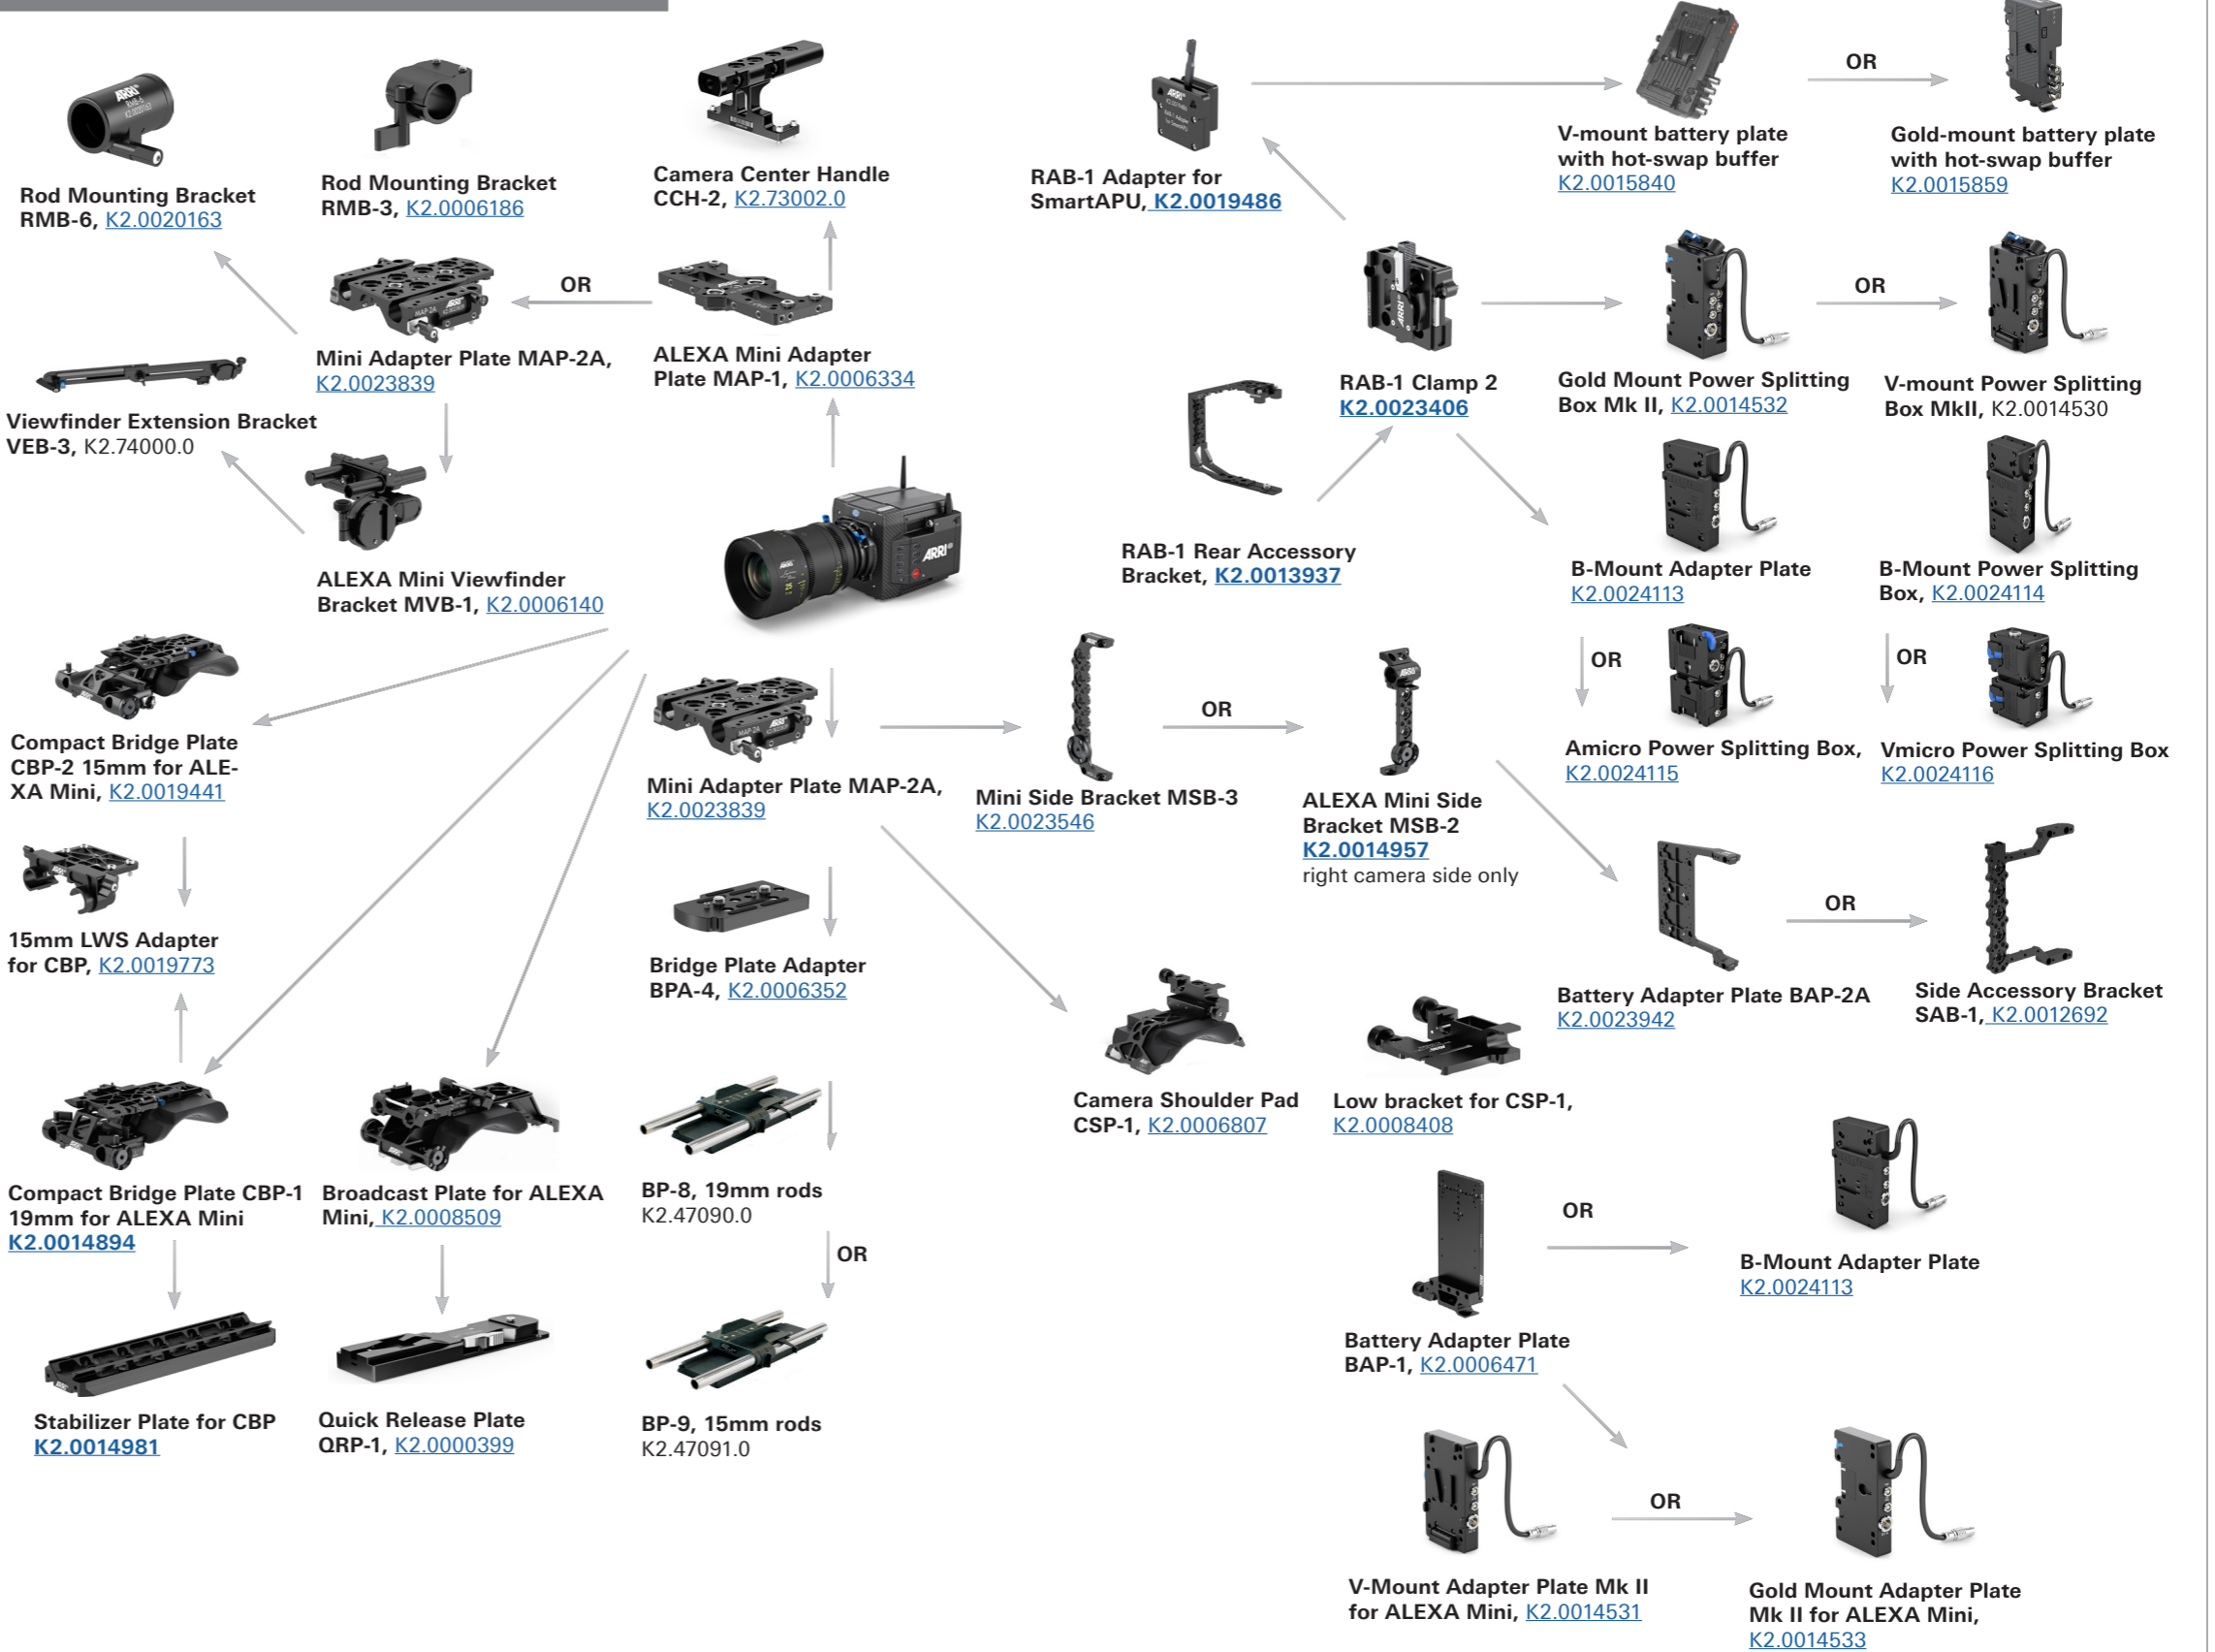 Rod Mounting Bracket
RMB-6, K2.0020163
Rod Mounting Bracket
RMB-3, K2.0006186
Camera Center Handle
CCH-2, K2.73002.0
RAB-1 Adapter for
SmartAPU, K2.0019486
V-mount battery plate
with hot-swap buffer
K2.0015840
OR
Gold-mount battery plate
with hot-swap buffer
K2.0015859
Mini Adapter Plate MAP-2A,
K2.0023839
OR
ALEXA Mini Adapter
Plate MAP-1, K2.0006334
RAB-1 Clamp 2
K2.0023406
Gold Mount Power Splitting
Box Mk II, K2.0014532
OR
V-mount Power Splitting
Box MkII, K2.0014530
Viewfinder Extension Bracket
VEB-3, K2.74000.0
ALEXA Mini Viewfinder
Bracket MVB-1, K2.0006140
ARRI
RAB-1 Rear Accessory
Bracket, K2.0013937
B-Mount Adapter Plate
K2.0024113
B-Mount Power Splitting
Box, K2.0024114
OR
OR
Amicro Power Splitting Box,
K2.0024115
Vmicro Power Splitting Box
K2.0024116
Compact Bridge Plate
CBP-2 15mm for ALE-
XA Mini, K2.0019441
Mini Adapter Plate MAP-2A,
K2.0023839
Mini Side Bracket MSB-3
K2.0023546
OR
ALEXA Mini Side
Bracket MSB-2
K2.0014957
right camera side only
15mm LWS Adapter
for CBP, K2.0019773
Bridge Plate Adapter
BPA-4, K2.0006352
Battery Adapter Plate BAP-2A
K2.0023942
OR
Side Accessory Bracket
SAB-1, K2.0012692
Camera Shoulder Pad
CSP-1, K2.0006807
Low bracket for CSP-1,
K2.0008408
Compact Bridge Plate CBP-1
19mm for ALEXA Mini
K2.0014894
Broadcast Plate for ALEXA
Mini, K2.0008509
BP-8, 19mm rods
K2.47090.0
OR
BP-9, 15mm rods
K2.47091.0
Stabilizer Plate for CBP
K2.0014981
Quick Release Plate
QRP-1, K2.0000399
Battery Adapter Plate
BAP-1, K2.0006471
OR
B-Mount Adapter Plate
K2.0024113
V-Mount Adapter Plate Mk II
for ALEXA Mini, K2.0014531
OR
Gold Mount Adapter Plate
Mk II for ALEXA Mini,
K2.0014533